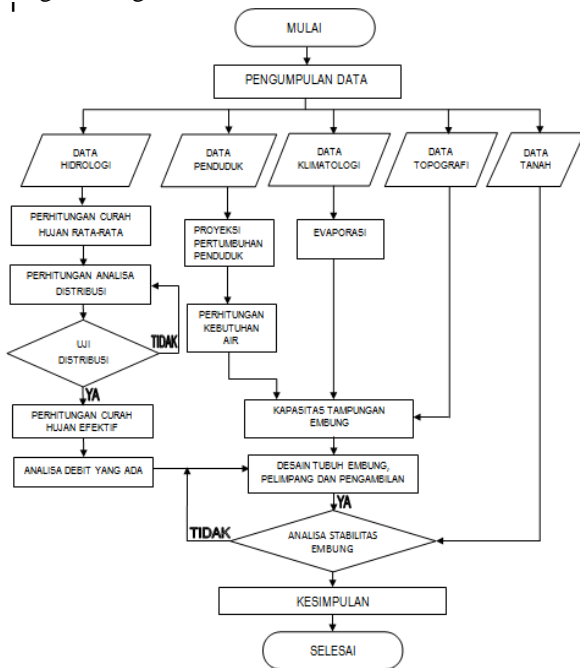 MULAI
PENGUMPULAN DATA
DATA
HIDROLOGI
DATA
PENDUDUK
DATA
KLIMATOLOGI
DATA
TOPOGRAFI
DATA
TANAH
PERHITUNGAN CURAH
HUJAN RATA-RATA
PROYEKSI
PERTUMBUHAN
PENDUDUK
EVAPORASI
PERHITUNGAN ANALISA
DISTRIBUSI
PERHITUNGAN
KEBUTUHAN
AIR
UJI
DISTRIBUSI
TIDAK
YA
PERHITUNGAN CURAH
HUJAN EFEKTIF
KAPASITAS TAMPUNGAN
EMBUNG
ANALISA DEBIT YANG ADA
DESAIN TUBUH EMBUNG,
PELIMPANG DAN PENGAMBILAN
YA
TIDAK
ANALISA STABILITAS
EMBUNG
KESIMPULAN
SELESAI